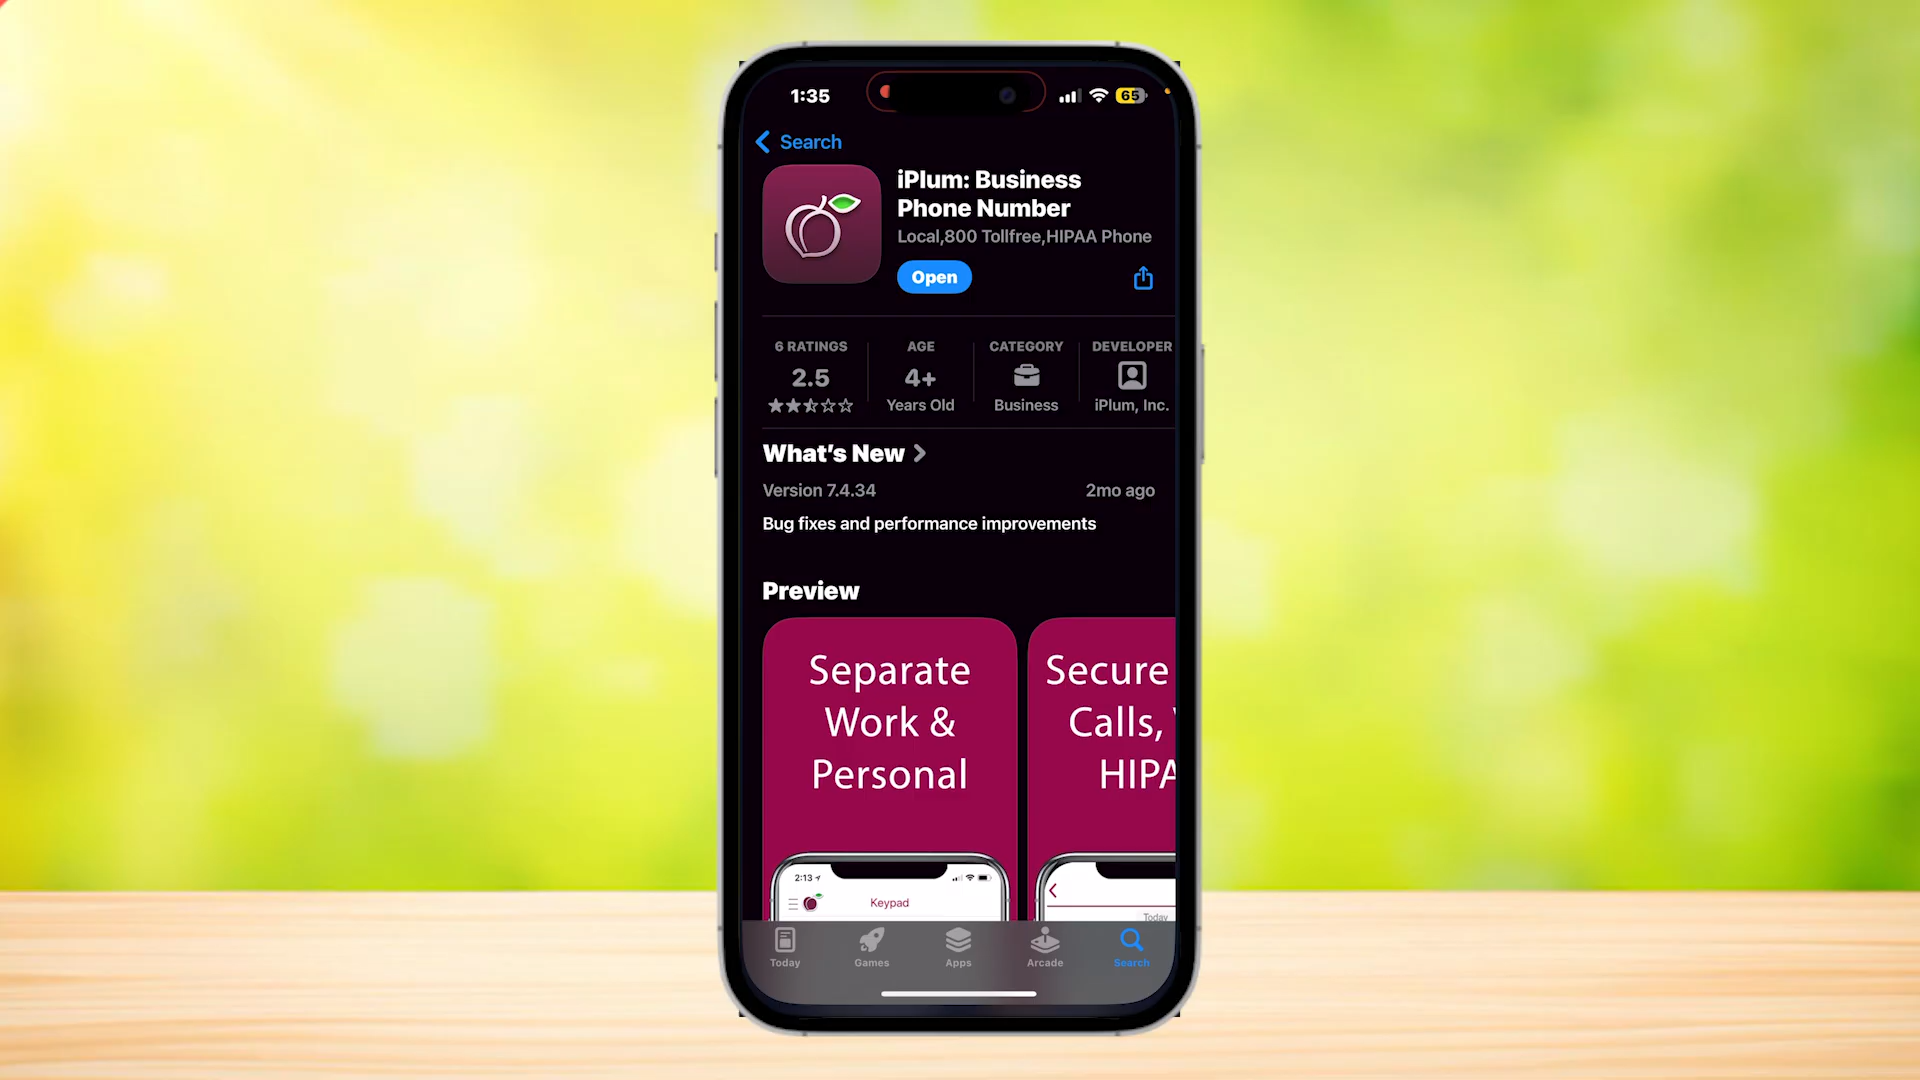 1:35
65
Search
iPlum: Business
Phone Number
Local,800 Tollfree,HIPAA Phone
Open
6 RATINGS
AGE
CATEGORY
DEVELOPER
2.5
4+
Years Old
Business
iPlum, Inc.
What's New
Version 7.4.34
2mo ago
Bug fixes and performance improvements
Preview
Separate
Work &
Personal
Secure
Calls,
HIPA
2:13
Keypad
Today
Today
Games
Apps
Arcade
Search